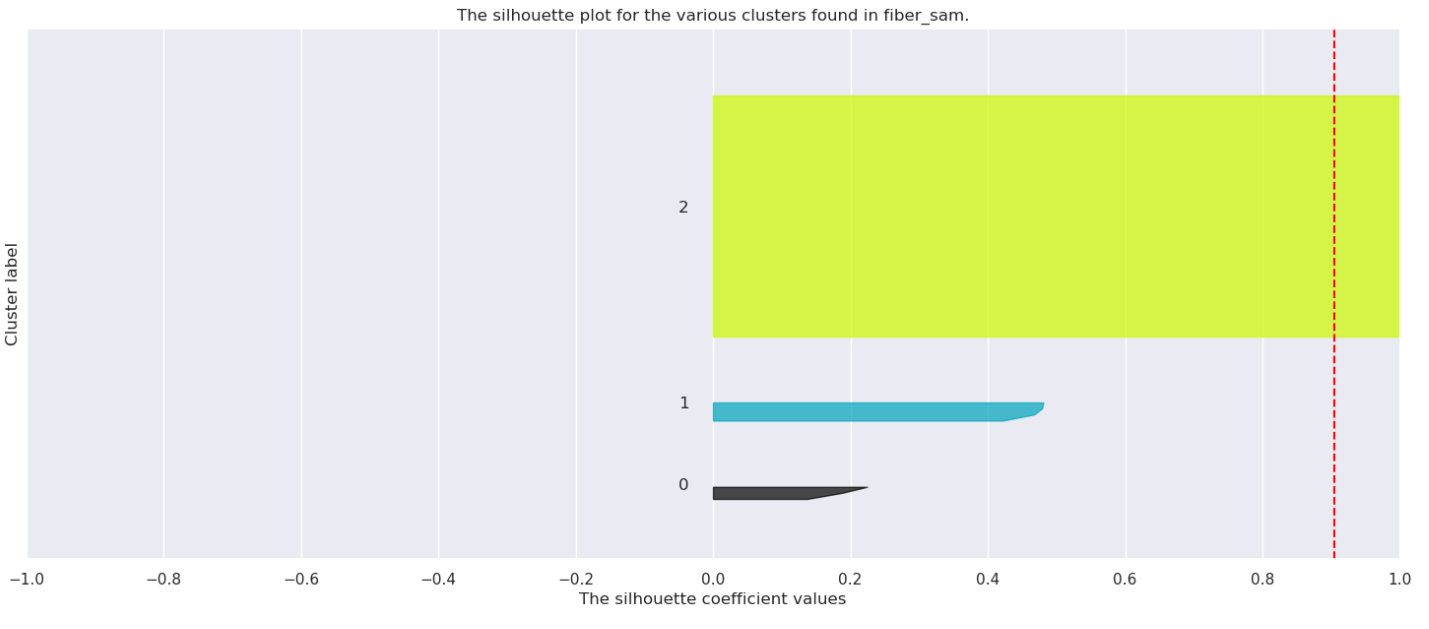 The silhouette plot for the various clusters found in fiber_sam.
Cluster label
2
1
0
−1.0 −0.8 −0.6 −0.4 −0.2 0.0 0.2 0.4 0.6 0.8 1.0
The silhouette coefficient values